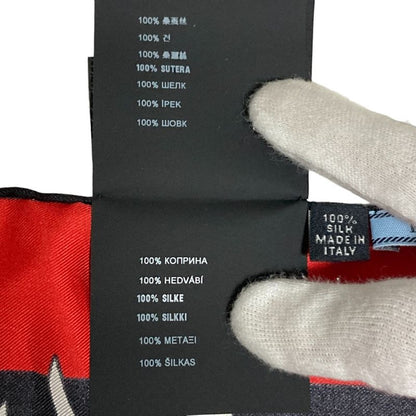 100% 桑蚕丝
100% 견
100% 桑蠶絲
100% SUTERA
100% ШЕЛК
100% İPEK
100% ШОВК
100% КОПРИНА
100% HEDVÁBÍ
100% SILKE
100% SILKKI
100% ΜΕΤΑΞΙ
100% ŠILKAS
100%
SILK
MADE IN
ITALY